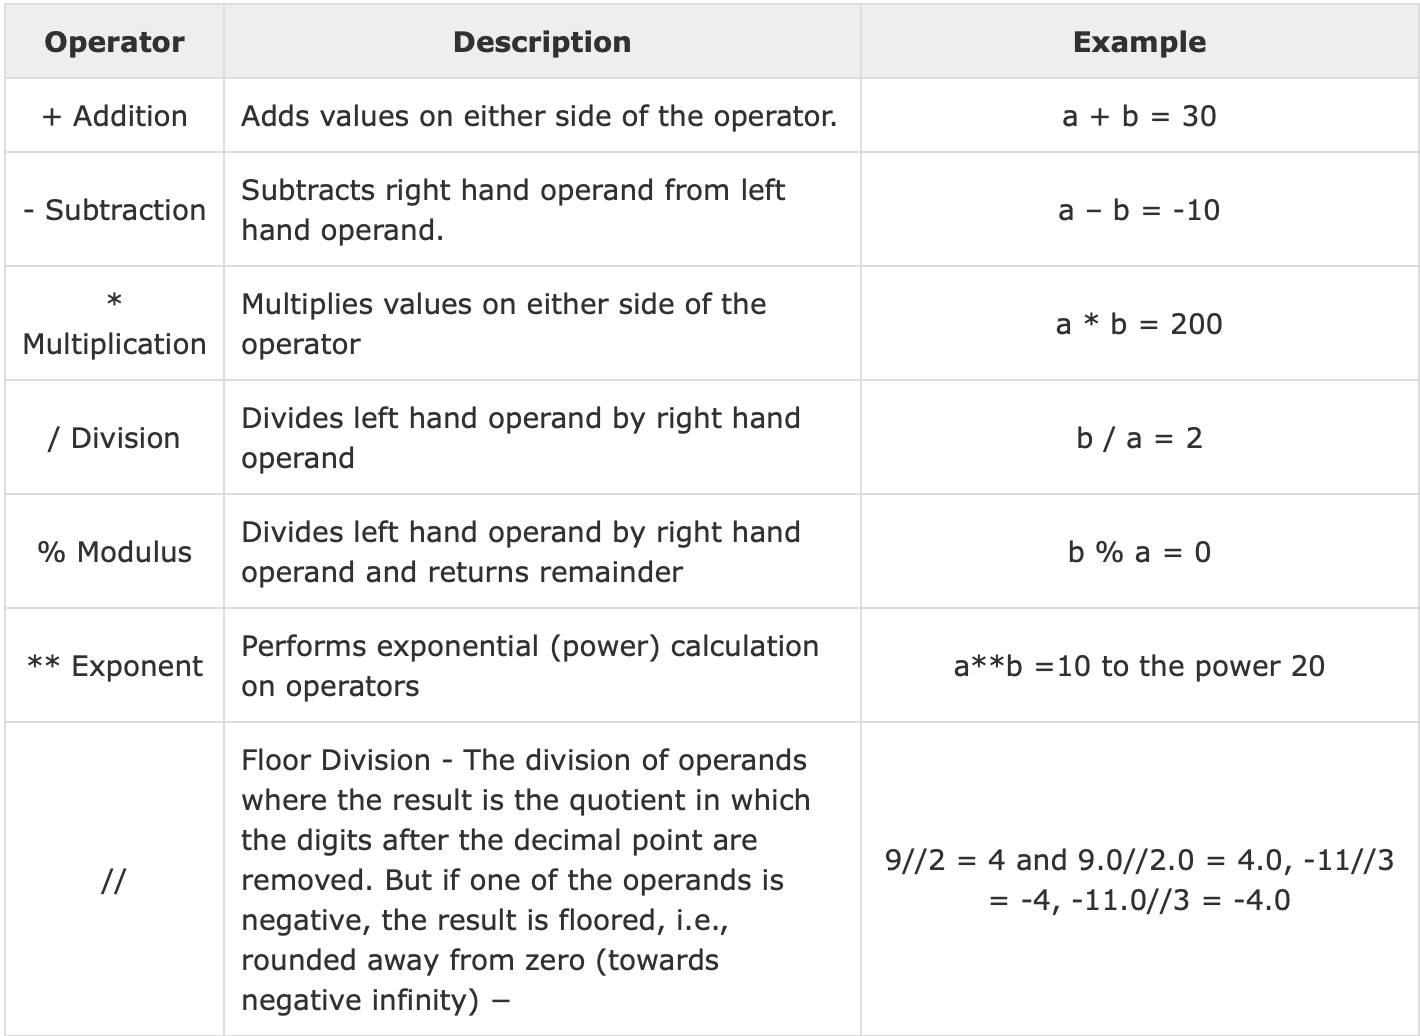 Operator Description Example
+ Addition Adds values on either side of the operator. a + b = 30
- Subtraction
Subtracts right hand operand from left
hand operand.
a – b = -10
*
Multiplication
Multiplies values on either side of the
operator
a * b = 200
/ Division
Divides left hand operand by right hand
operand
b / a = 2
% Modulus
Divides left hand operand by right hand
operand and returns remainder
b % a = 0
** Exponent
Performs exponential (power) calculation
on operators
a**b =10 to the power 20
//
Floor Division - The division of operands
where the result is the quotient in which
the digits after the decimal point are
removed. But if one of the operands is
negative, the result is floored, i.e.,
rounded away from zero (towards
negative infinity) −
9//2 = 4 and 9.0//2.0 = 4.0, -11//3
= -4, -11.0//3 = -4.0